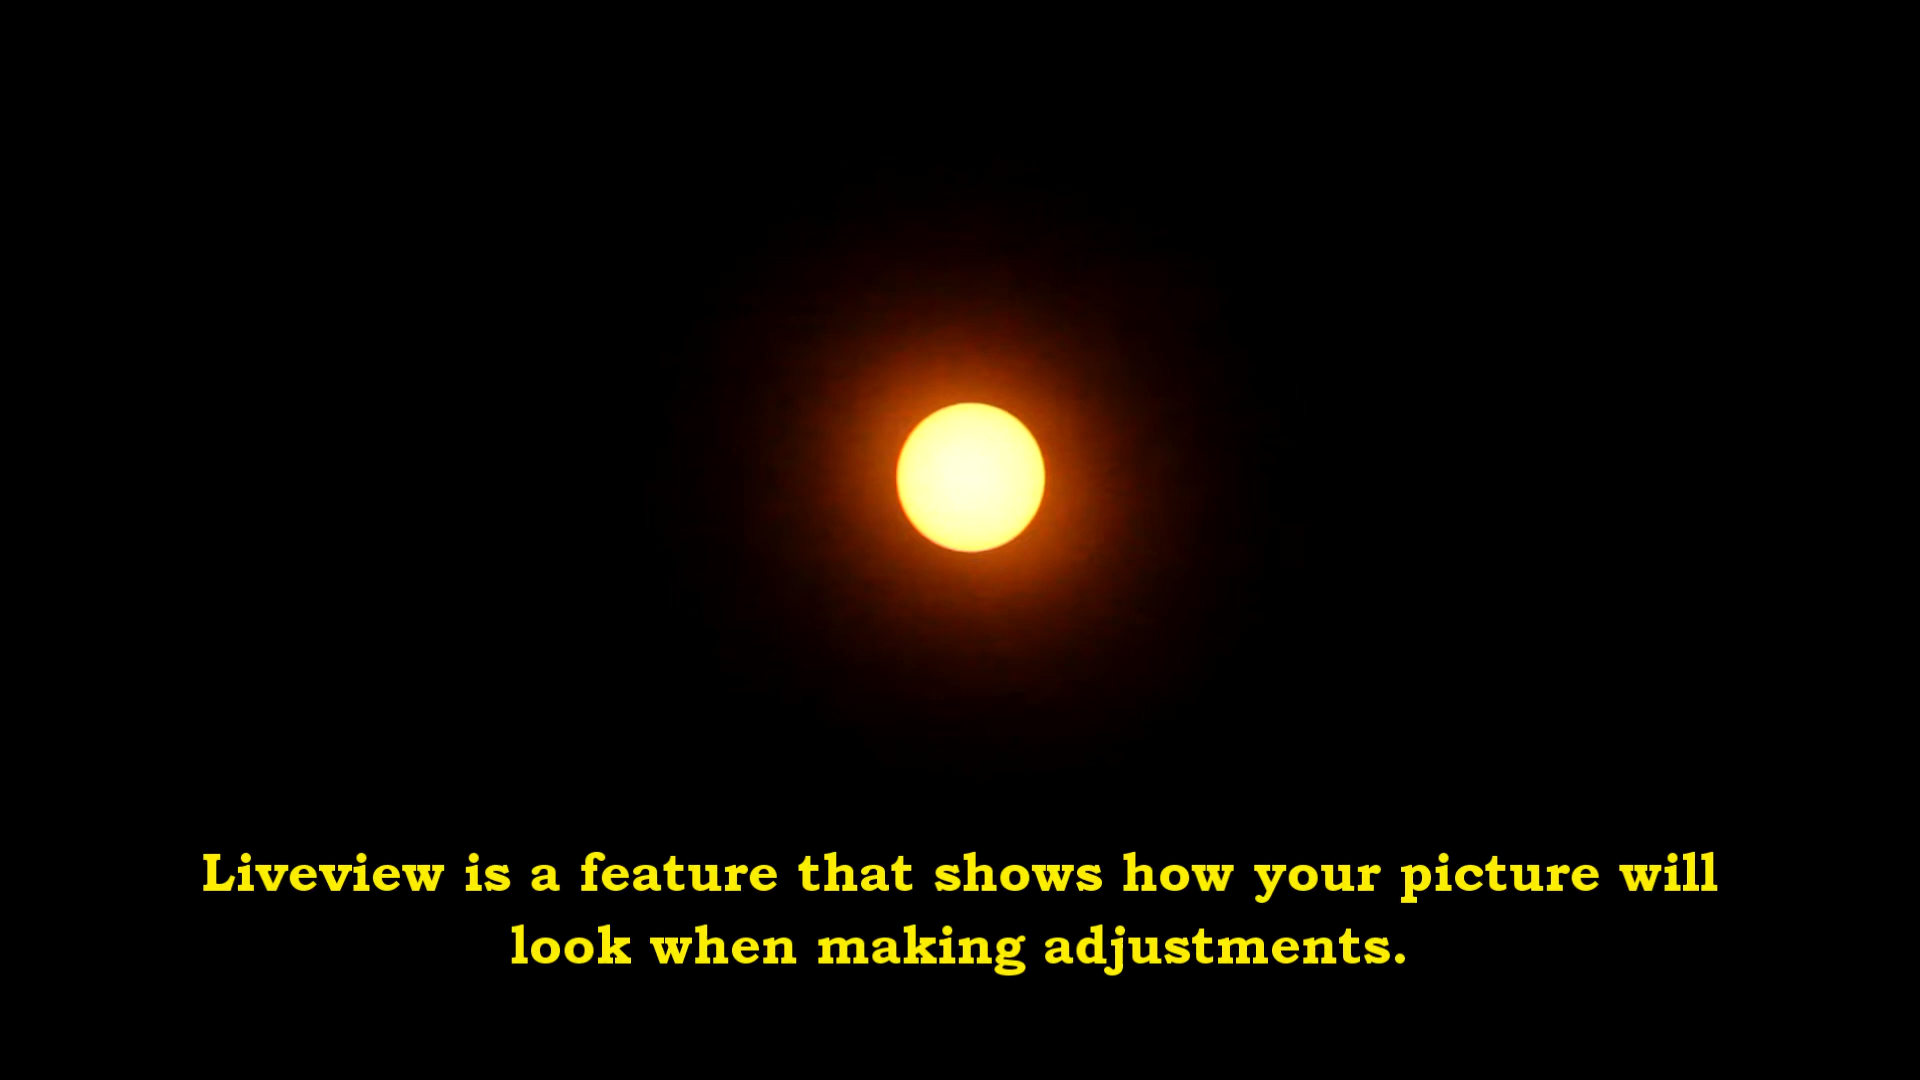 Liveview is a feature that shows how your picture will
look when making adjustments.